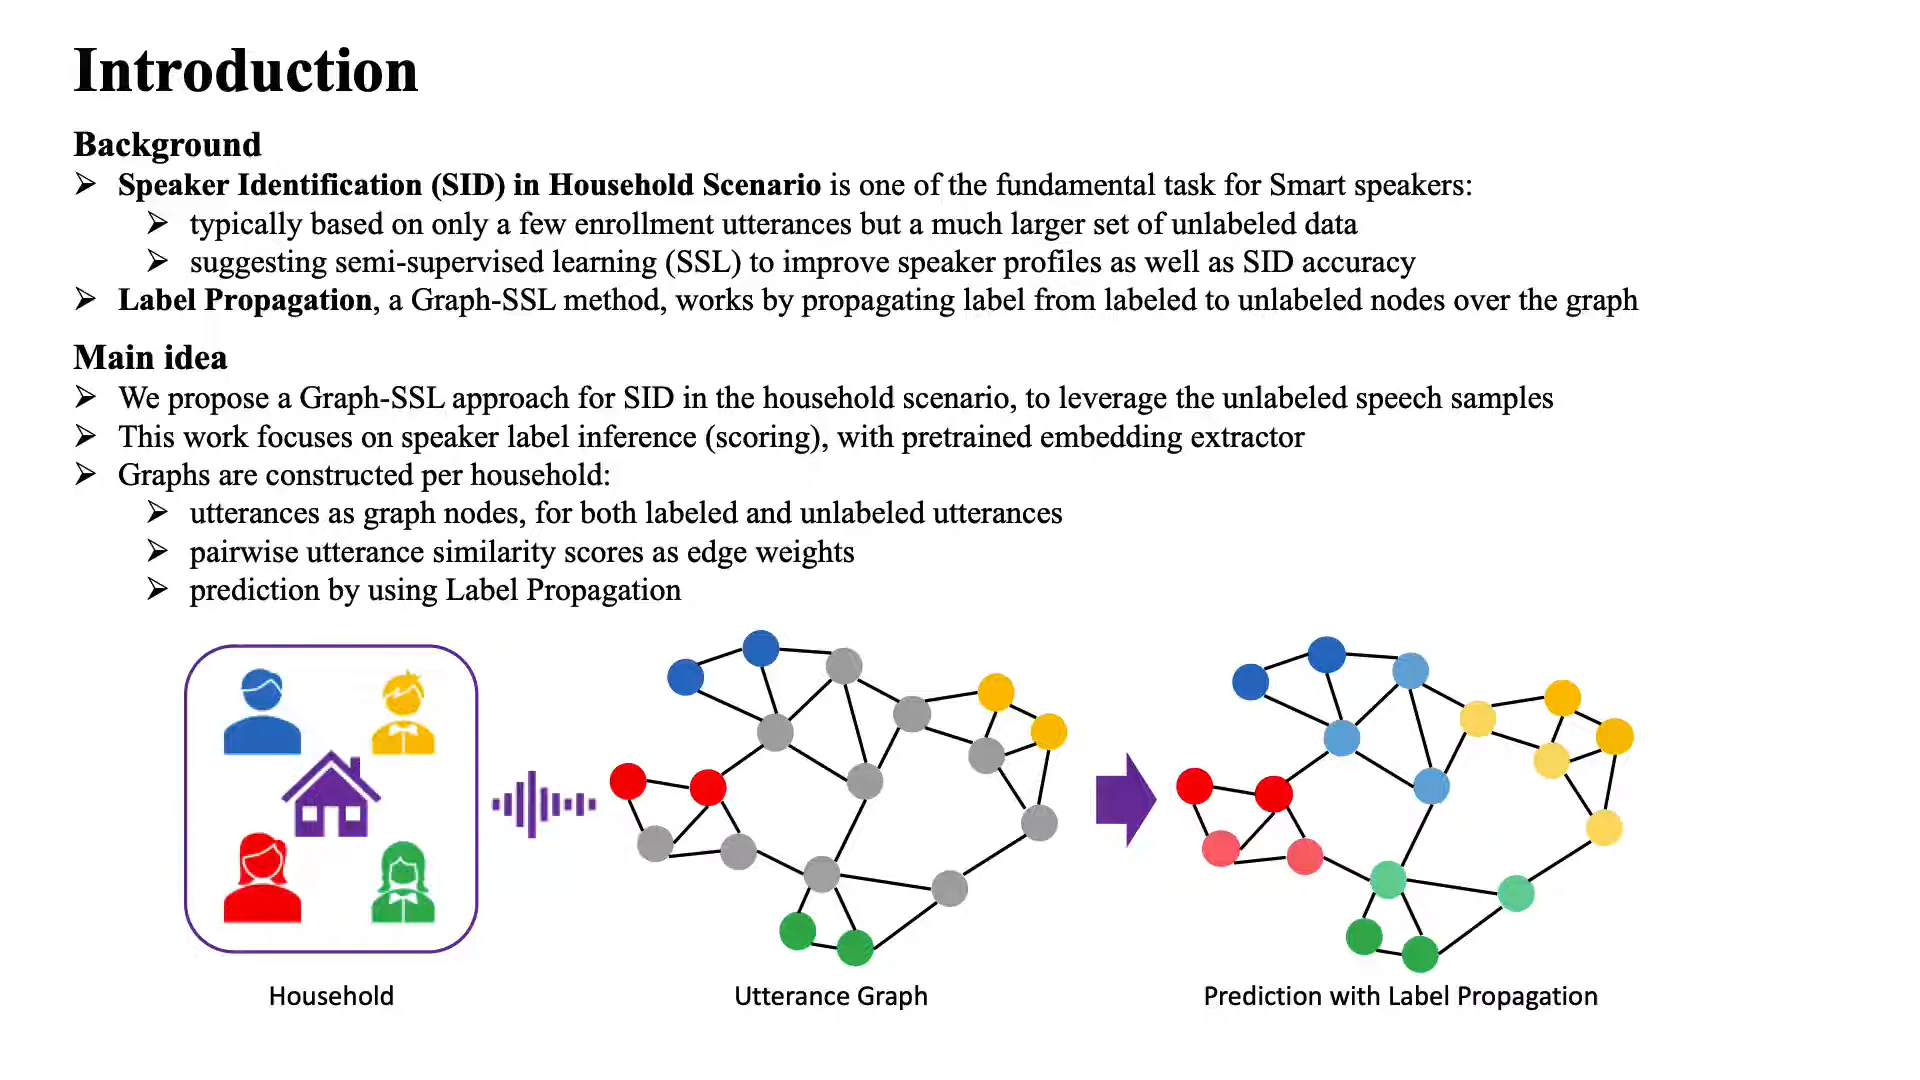 Introduction
Background
➢ Speaker Identification (SID) in Household Scenario is one of the fundamental task for Smart speakers:
➢ typically based on only a few enrollment utterances but a much larger set of unlabeled data
➢ suggesting semi-supervised learning (SSL) to improve speaker profiles as well as SID accuracy
➢ Label Propagation, a Graph-SSL method, works by propagating label from labeled to unlabeled nodes over the graph
Main idea
➢ We propose a Graph-SSL approach for SID in the household scenario, to leverage the unlabeled speech samples
➢ This work focuses on speaker label inference (scoring), with pretrained embedding extractor
➢ Graphs are constructed per household:
➢ utterances as graph nodes, for both labeled and unlabeled utterances
➢ pairwise utterance similarity scores as edge weights
➢ prediction by using Label Propagation
Household
Utterance Graph
Prediction with Label Propagation